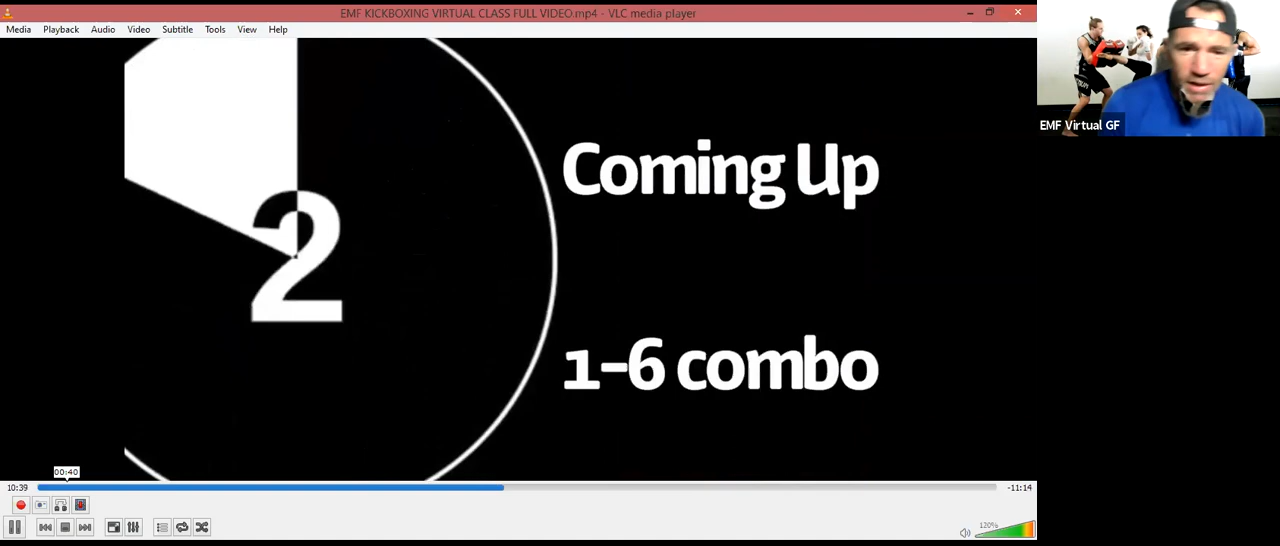 EMF KICKBOXING VIRTUAL CLASS FULL VIDEO.mp4 - VLC media player
Media Playback Audio Video Subtitle Tools View Help
EMF Virtual GF
2
Coming Up
1-6 combo
00:40
10:39
-11:14
120%